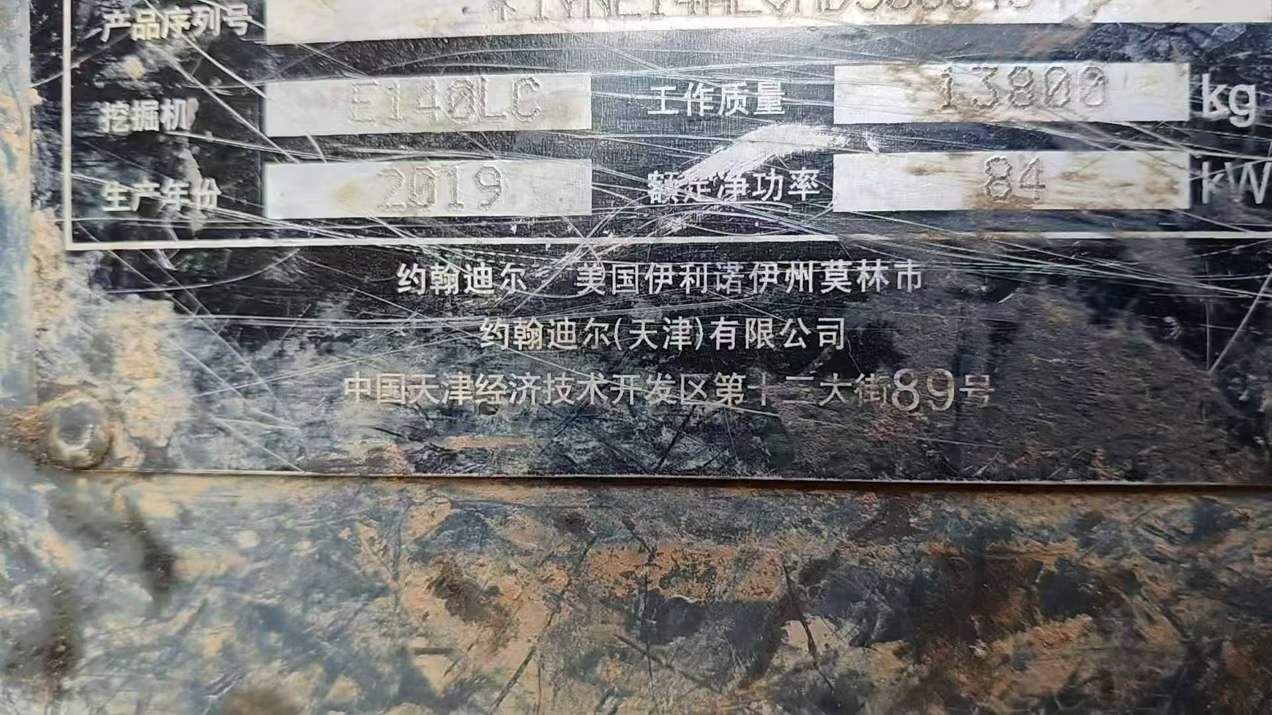 产品序列号
挖掘机 E140LC 工作质量 13800 kg
生产年份 2019 额定净功率 84 kW
约翰迪尔 美国伊利诺伊州莫林市
约翰迪尔(天津)有限公司
中国天津经济技术开发区第十二大街89号